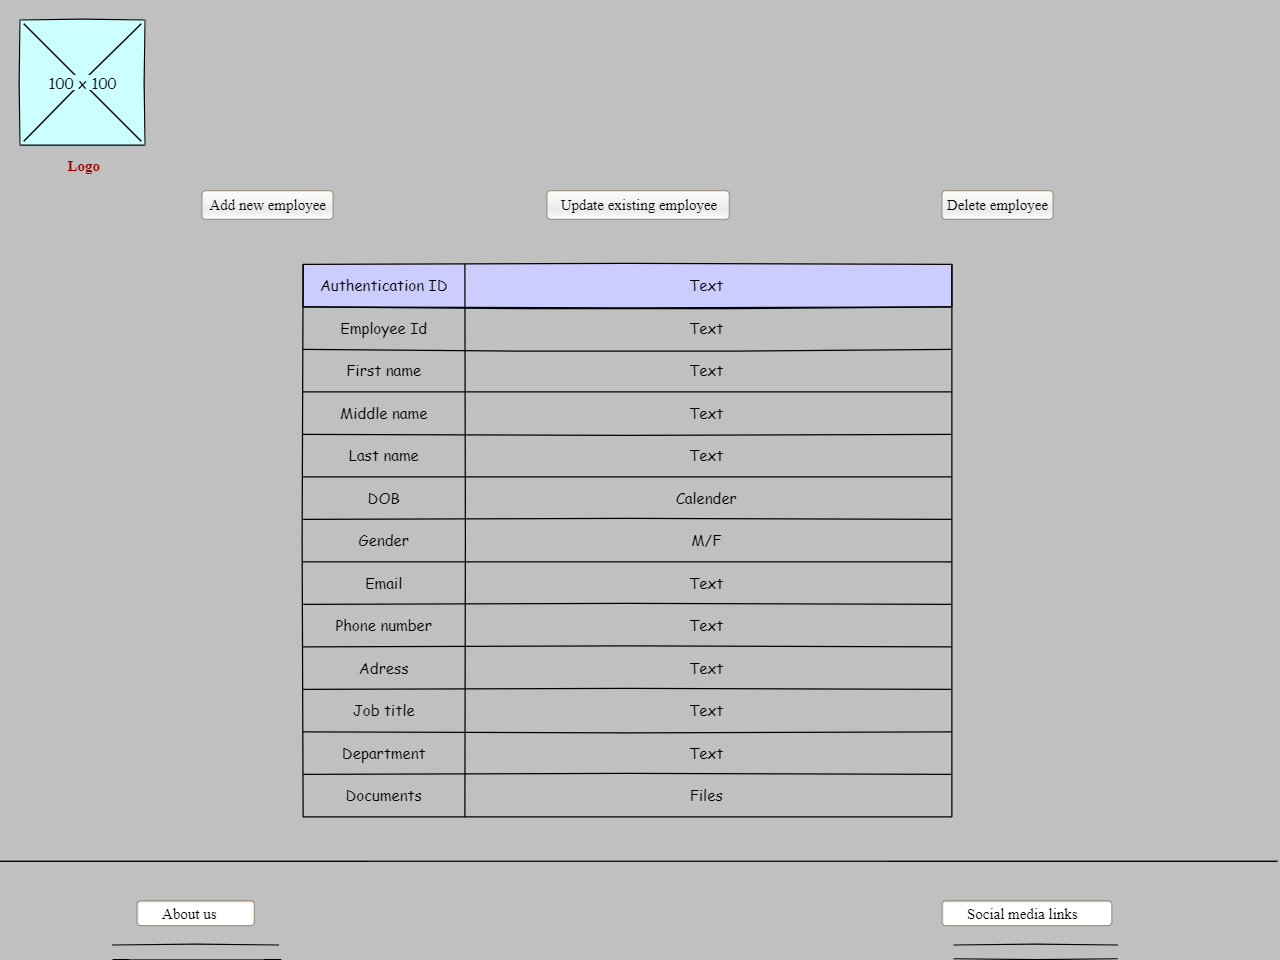 100 x 100
Logo
Add new employee Update existing employee Delete employee
Authentication ID Text
Employee Id Text
First name Text
Middle name Text
Last name Text
DOB Calender
Gender M/F
Email Text
Phone number Text
Adress Text
Job title Text
Department Text
Documents Files
About us Social media links